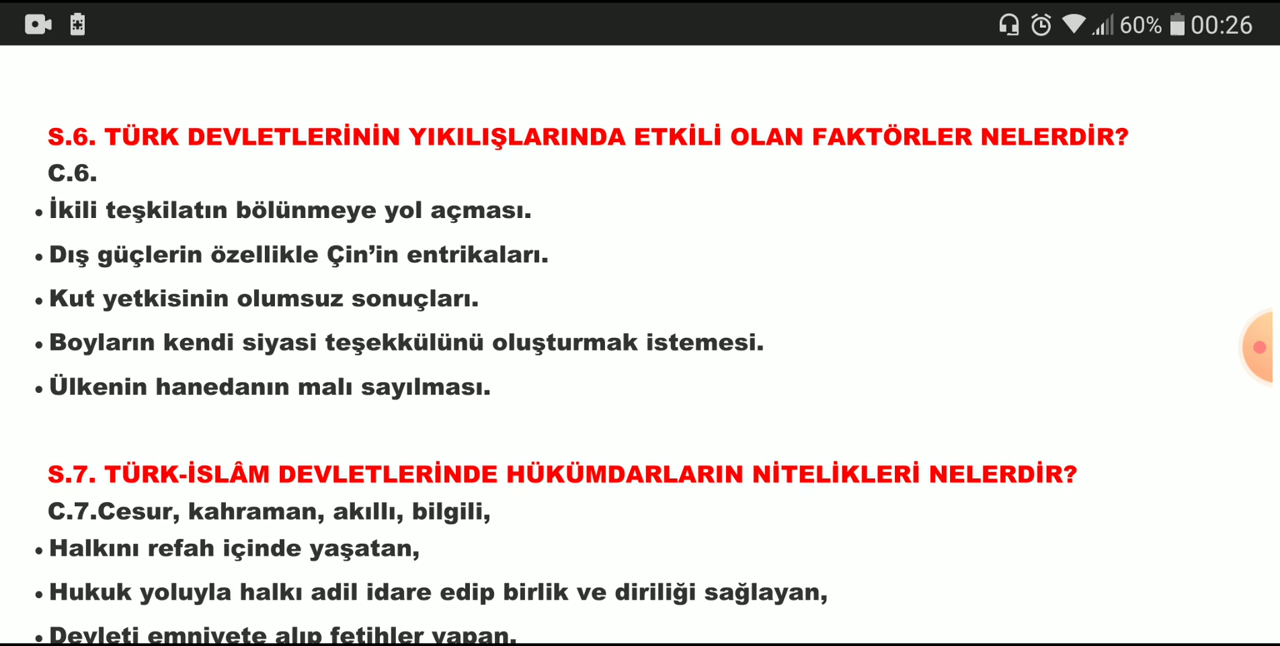 60% 00:26
S.6. TÜRK DEVLETLERİNİN YIKILIŞLARINDA ETKİLİ OLAN FAKTÖRLER NELERDİR?
C.6.
• İkili teşkilatın bölünmeye yol açması.
• Dış güçlerin özellikle Çin’in entrikaları.
• Kut yetkisinin olumsuz sonuçları.
• Boyların kendi siyasi teşekkülünü oluşturmak istemesi.
• Ülkenin hanedanın malı sayılması.
S.7. TÜRK-İSLÂM DEVLETLERİNDE HÜKÜMDARLARIN NİTELİKLERİ NELERDİR?
C.7.Cesur, kahraman, akıllı, bilgili,
• Halkını refah içinde yaşatan,
• Hukuk yoluyla halkı adil idare edip birlik ve diriliği sağlayan,
• Devleti emniyete alıp fetihler yapan,